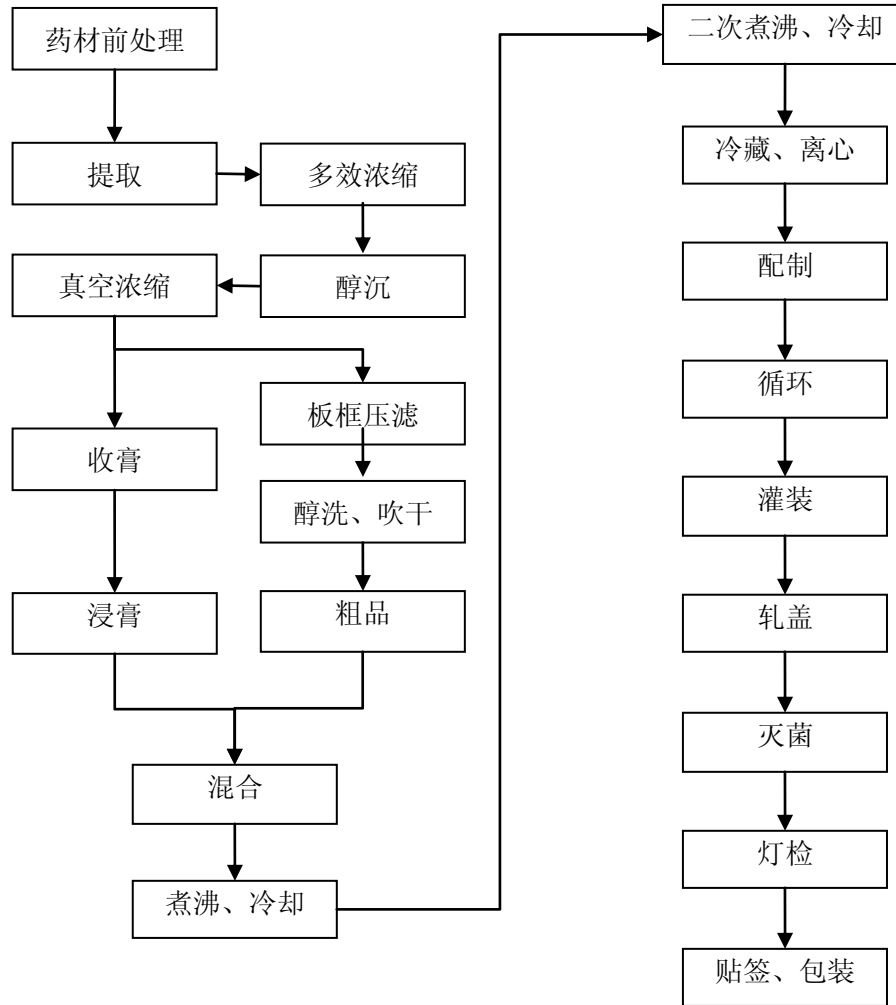 药材前处理
提取
多效浓缩
醇沉
真空浓缩
板框压滤
收膏
醇洗、吹干
浸膏
粗品
混合
煮沸、冷却
二次煮沸、冷却
冷藏、离心
配制
循环
灌装
轧盖
灭菌
灯检
贴签、包装